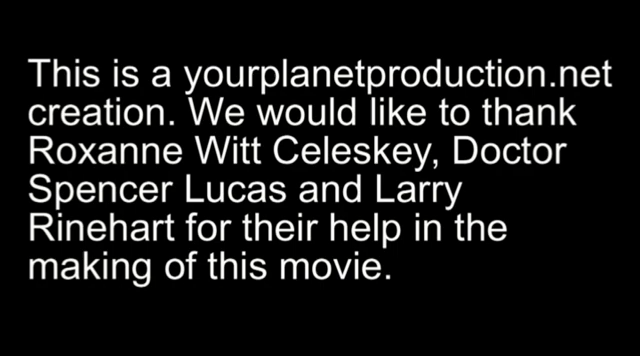 This is a yourplanetproduction.net
creation. We would like to thank
Roxanne Witt Celeskey, Doctor
Spencer Lucas and Larry
Rinehart for their help in the
making of this movie.